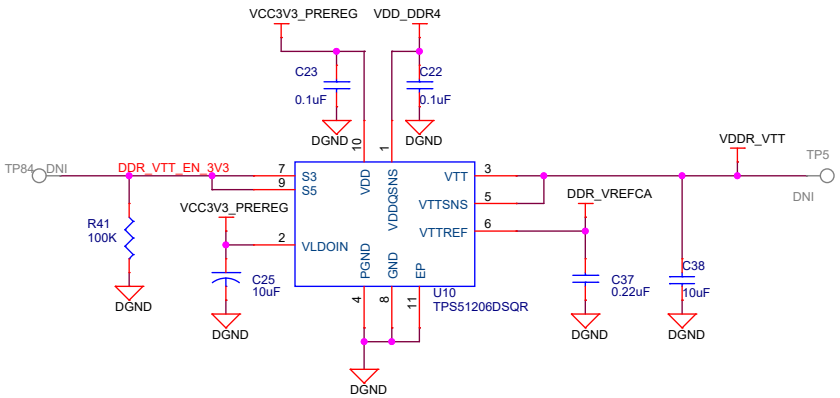 VCC3V3_PREREG
VDD_DDR4
C23
C22
0.1uF
0.1uF
DGND
DGND
VDDR_VTT
10
1
TP84
DNI
DDR_VTT_EN_3V3
7
S3
VDD
VDDQSNS
VTT
3
TP5
9
S5
DNI
VCC3V3_PREREG
VTTSNS
5
DDR_VREFCA
R41
100K
2
VLDOIN
VTTREF
6
PGND
GND
EP
C25
10uF
C37
0.22uF
C38
10uF
U10
TPS51206DSQR
4
8
11
DGND
DGND
DGND
DGND
DGND